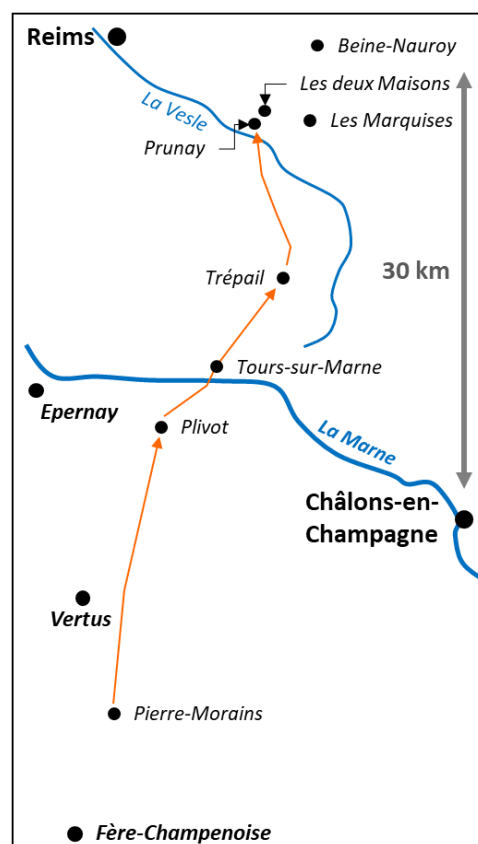 Reims
Beine-Nauroy
Les deux Maisons
La Vesle
Les Marquises
Prunay
30 km
Trépail
Tours-sur-Marne
Epernay
Plivot
La Marne
Châlons-en-
Champagne
Vertus
Pierre-Morains
Fère-Champenoise